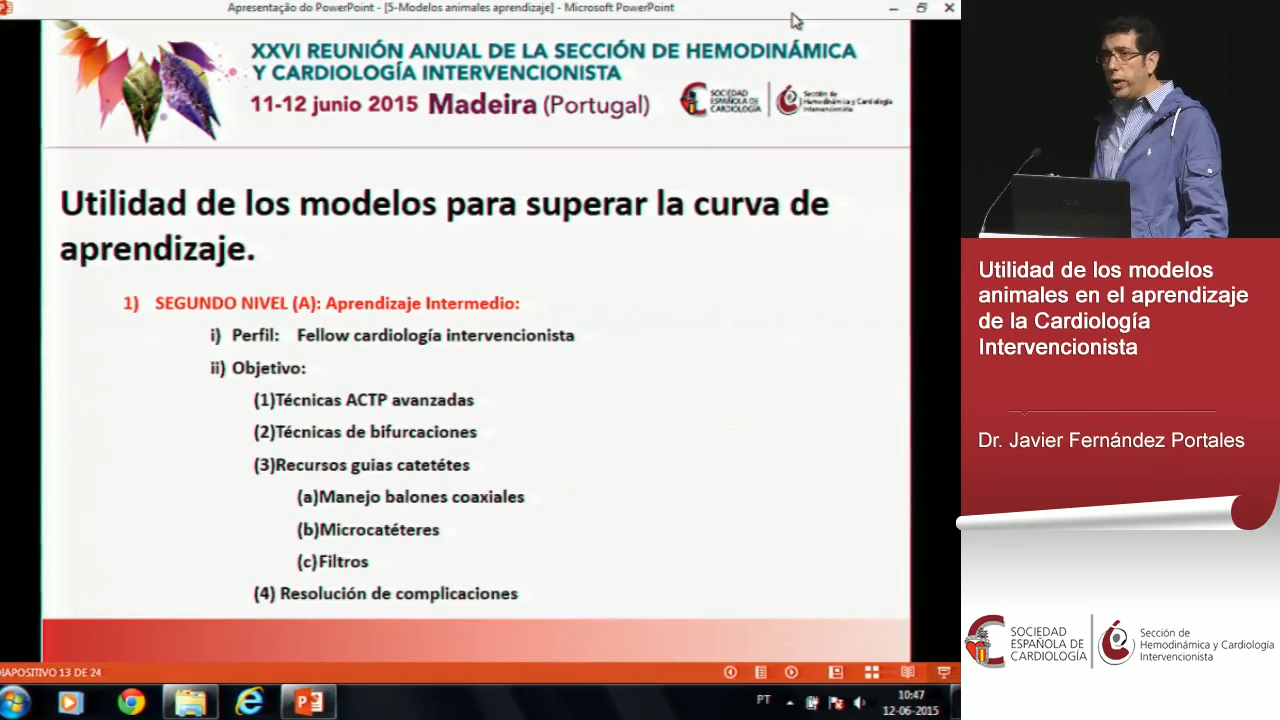 Apresentação do PowerPoint - [5-Modelos animales aprendizaje] - Microsoft PowerPoint
XXVI REUNIÓN ANUAL DE LA SECCIÓN DE HEMODINÁMICA
Y CARDIOLOGÍA INTERVENCIONISTA
11-12 junio 2015 Madeira (Portugal)
SOCIEDAD
ESPAÑOLA DE
CARDIOLOGÍA
Sección de
Hemodinámica y Cardiología
Intervencionista
Utilidad de los modelos para superar la curva de
aprendizaje.
1) SEGUNDO NIVEL (A): Aprendizaje Intermedio:
i) Perfil: Fellow cardiología intervencionista
ii) Objetivo:
(1)Técnicas ACTP avanzadas
(2)Técnicas de bifurcaciones
(3)Recursos guias catetétes
(a)Manejo balones coaxiales
(b)Microcatéteres
(c)Filtros
(4) Resolución de complicaciones
DIAPOSITIVO 13 DE 24
PT
10:47
12-06-2015
Utilidad de los modelos
animales en el aprendizaje
de la Cardiología
Intervencionista
Dr. Javier Fernández Portales
SOCIEDAD
ESPAÑOLA DE
CARDIOLOGÍA
Sección de
Hemodinámica y Cardiología
Intervencionista